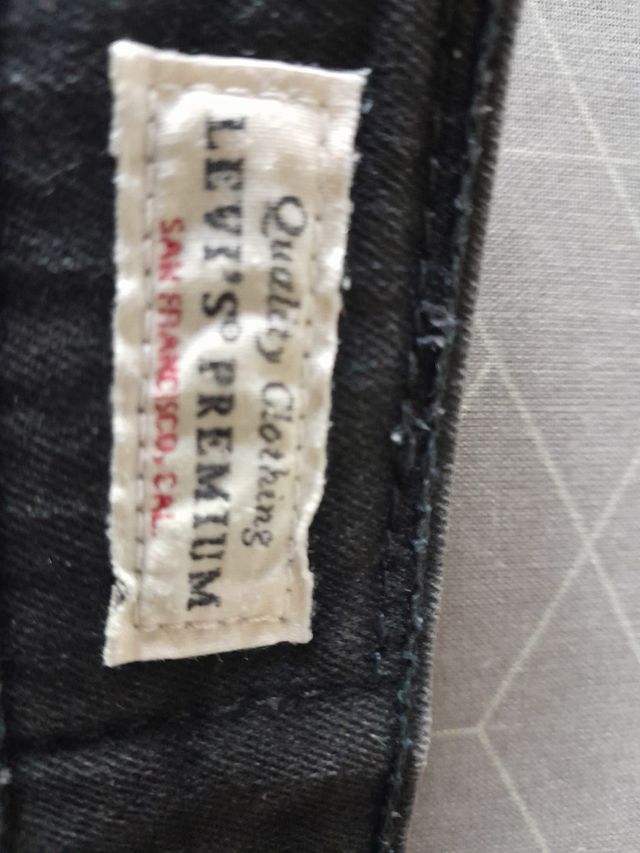 Quality Clothing
LEVI'S® PREMIUM
SAN FRANCISCO, CAL.